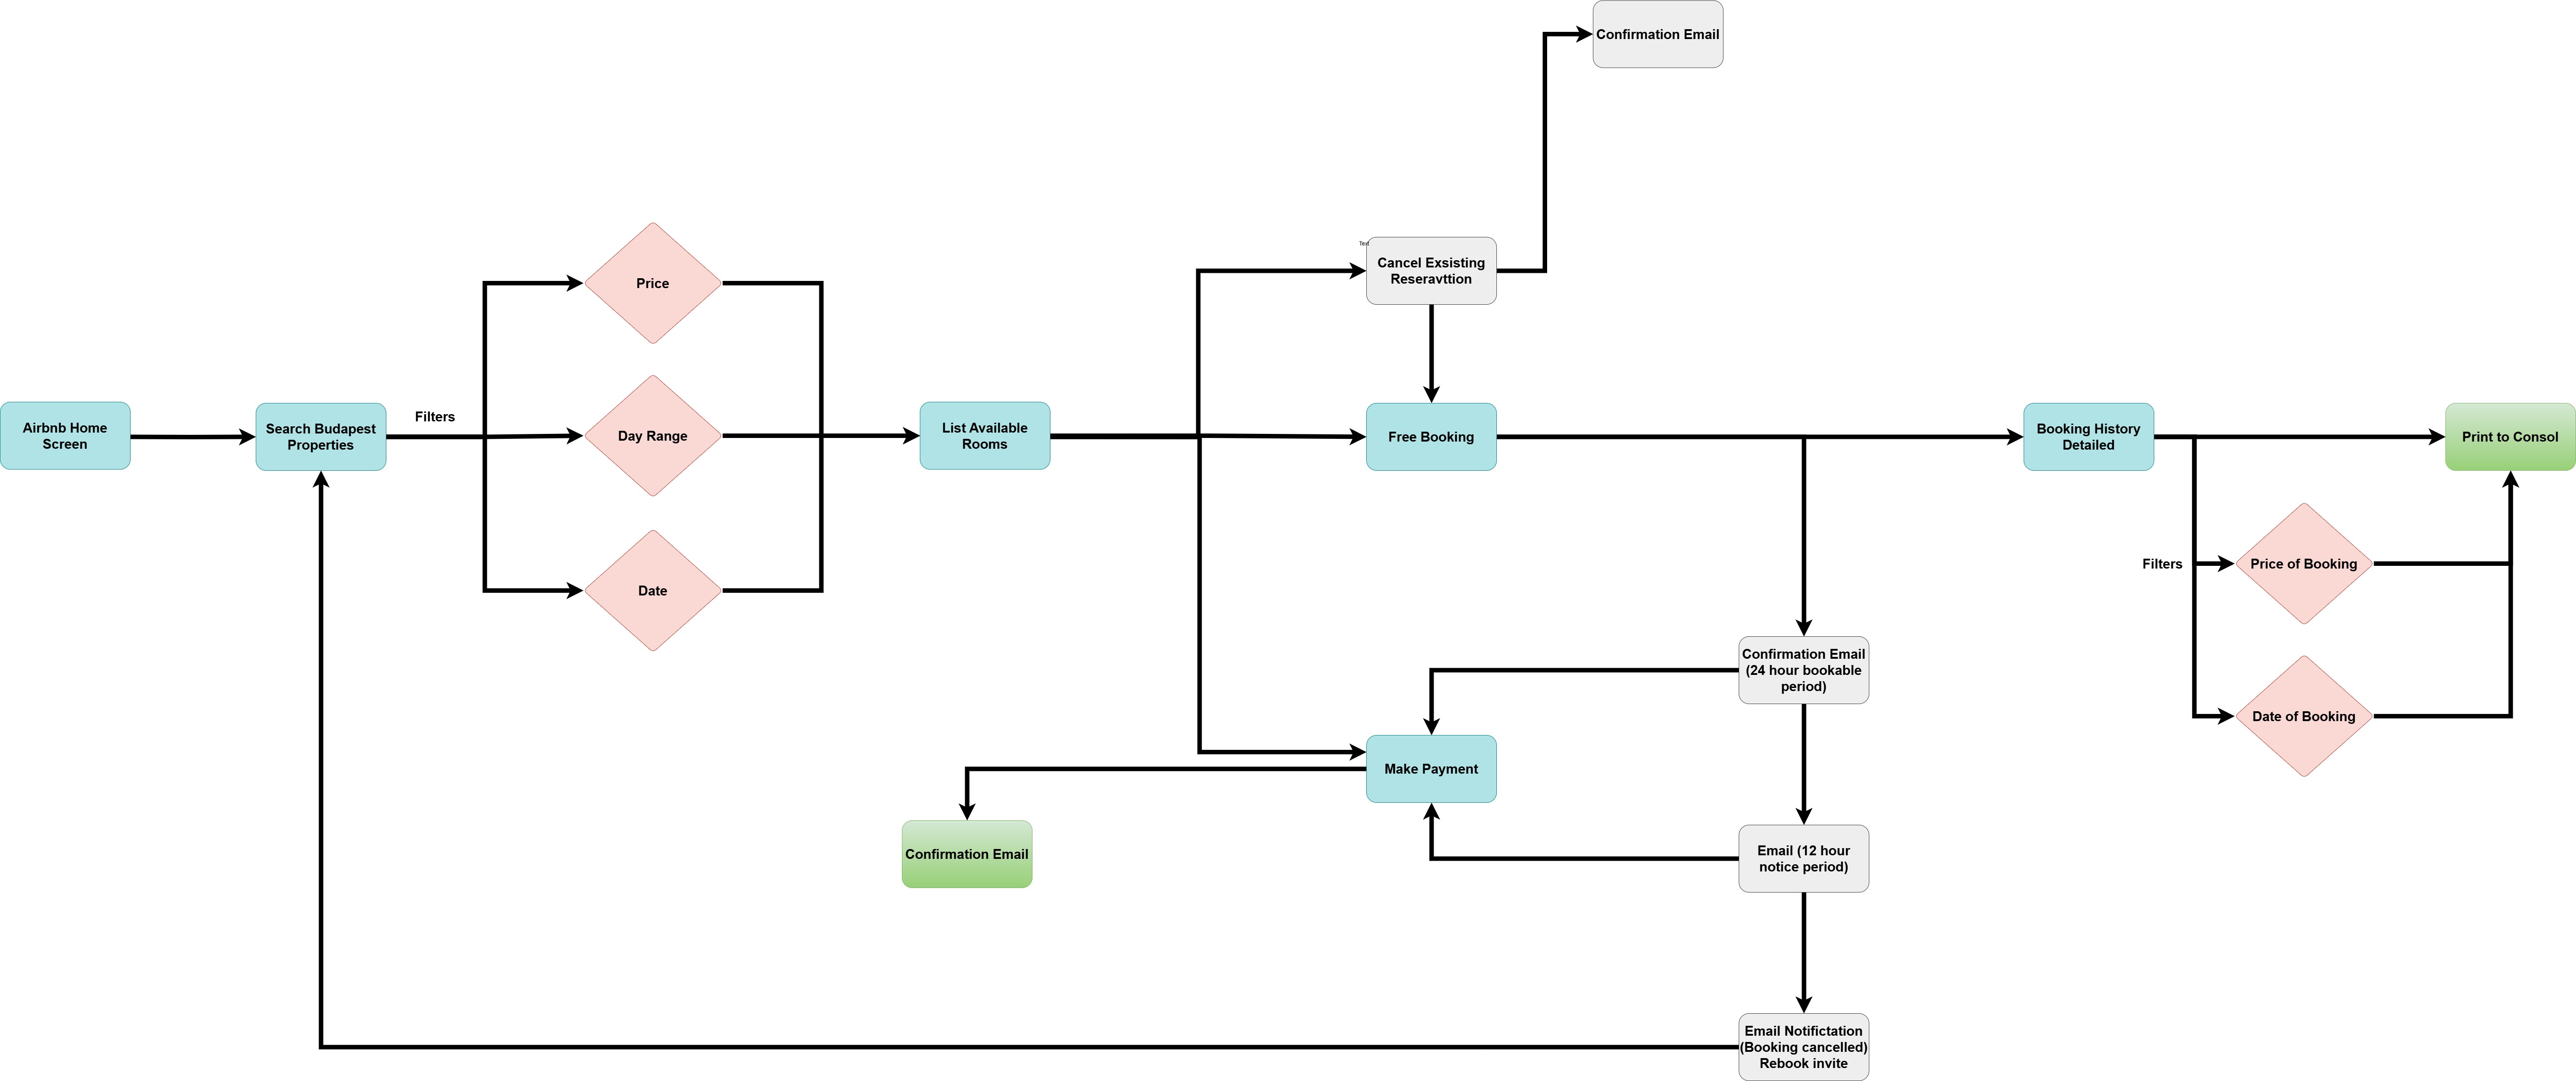 Confirmation Email
Text
Cancel Exsisting
Reseravttion
Price
Airbnb Home
Screen
Search Budapest
Properties
Filters
Day Range
List Available
Rooms
Free Booking
Booking History
Detailed
Print to Consol
Filters
Price of Booking
Date
Confirmation Email
(24 hour bookable
period)
Date of Booking
Make Payment
Confirmation Email
Email (12 hour
notice period)
Email Notifictation
(Booking cancelled)
Rebook invite